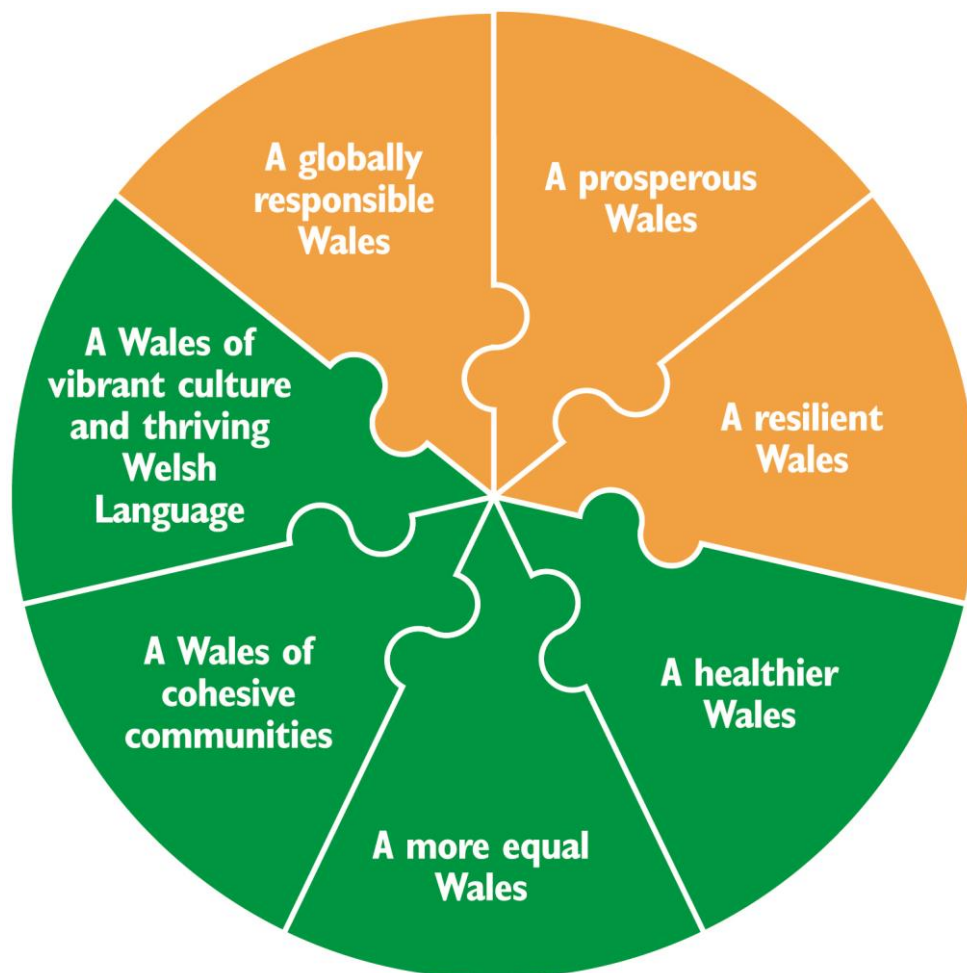 A globally
responsible
Wales
A prosperous
Wales
A resilient
Wales
A healthier
Wales
A more equal
Wales
A Wales of
cohesive
communities
A Wales of
vibrant culture
and thriving
Welsh
Language